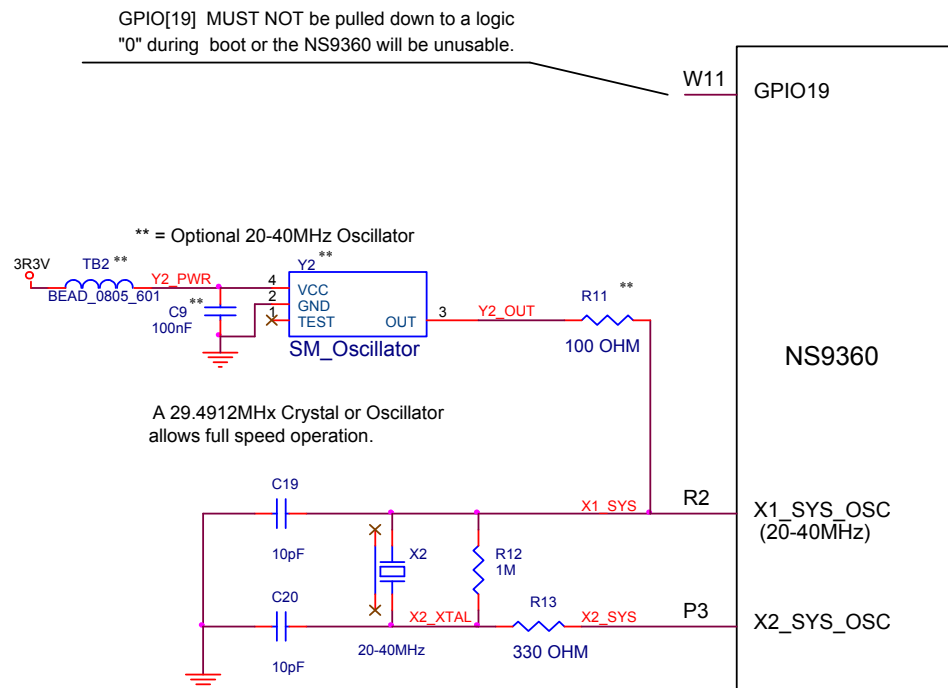 GPIO[19] MUST NOT be pulled down to a logic
"0" during boot or the NS9360 will be unusable.
W11
GPIO19
** = Optional 20-40MHz Oscillator
3R3V
TB2 **
BEAD_0805_601
Y2_PWR
C9 **
100nF
Y2 **
4
2
1
VCC
GND
TEST
OUT
3
SM_Oscillator
Y2_OUT
R11 **
100 OHM
NS9360
A 29.4912MHx Crystal or Oscillator
allows full speed operation.
C19
10pF
X1_SYS
R2
X1_SYS_OSC
(20-40MHz)
X2
R12
1M
C20
10pF
20-40MHz
X2_XTAL
R13
330 OHM
X2_SYS
P3
X2_SYS_OSC